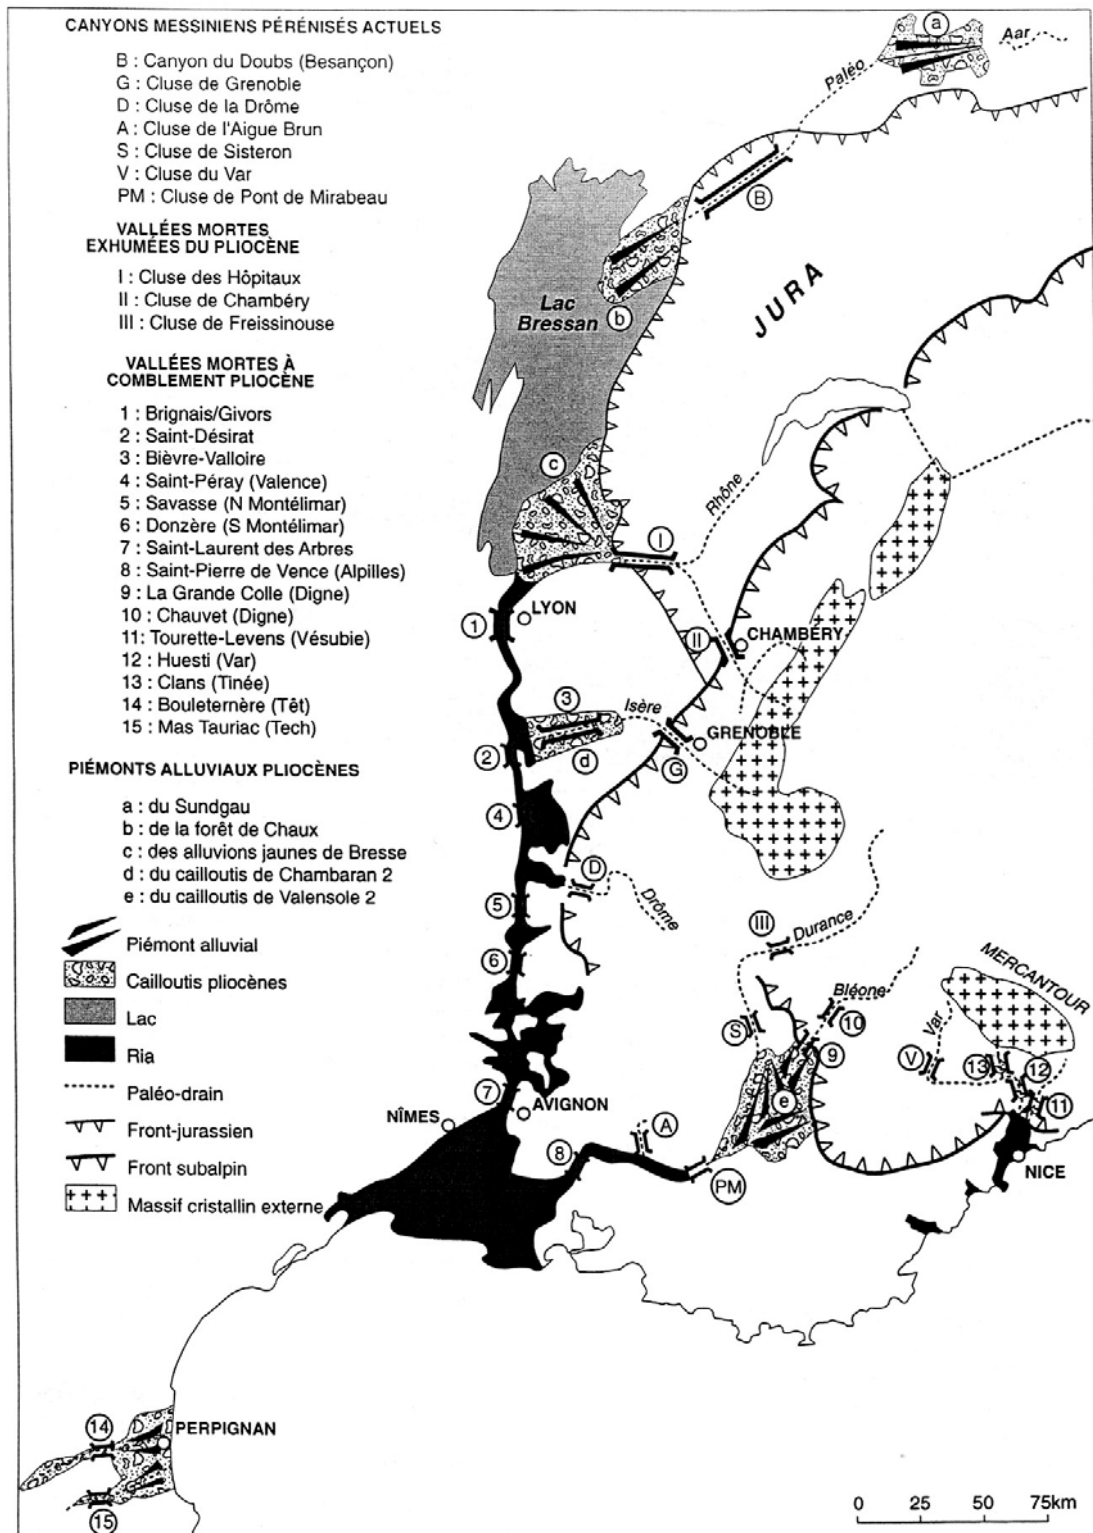 CANYONS MESSINIENS PÉRÉNISÉS ACTUELS
B : Canyon du Doubs (Besançon)
G : Cluse de Grenoble
D : Cluse de la Drôme
A : Cluse de l'Aigue Brun
S : Cluse de Sisteron
V : Cluse du Var
PM : Cluse de Pont de Mirabeau
VALLÉES MORTES
EXHUMÉES DU PLIOCÈNE
I : Cluse des Hôpitaux
II : Cluse de Chambéry
III : Cluse de Freissinouse
VALLÉES MORTES À
COMBLEMENT PLIOCÈNE
1 : Brignais/Givors
2 : Saint-Désirat
3 : Bièvre-Valloire
4 : Saint-Péray (Valence)
5 : Savasse (N Montélimar)
6 : Donzère (S Montélimar)
7 : Saint-Laurent des Arbres
8 : Saint-Pierre de Vence (Alpilles)
9 : La Grande Colle (Digne)
10 : Chauvet (Digne)
11: Tourette-Levens (Vésubie)
12 : Huesti (Var)
13 : Clans (Tinée)
14 : Bouleternère (Têt)
15 : Mas Tauriac (Tech)
PIÉMONTS ALLUVIAUX PLIOCÈNES
a : du Sundgau
b : de la forêt de Chaux
c : des alluvions jaunes de Bresse
d : du cailloutis de Chambaran 2
e : du cailloutis de Valensole 2
Piémont alluvial
Cailloutis pliocènes
Lac
Ria
Paléo-drain
Front-jurassien
Front subalpin
Massif cristallin externe
a
Aar
Paléo
B
JURA
Lac
Bressan
b
c
Rhône
I
LYON
1
II
CHAMBÉRY
3
Isère
GRENOBLE
2
d
G
4
D
Drôme
5
III
Durance
6
MERCANTOUR
Bléone
Var
S
10
9
V
13
12
7
AVIGNON
e
11
NÎMES
A
8
PM
NICE
14
PERPIGNAN
15
0 25 50 75km